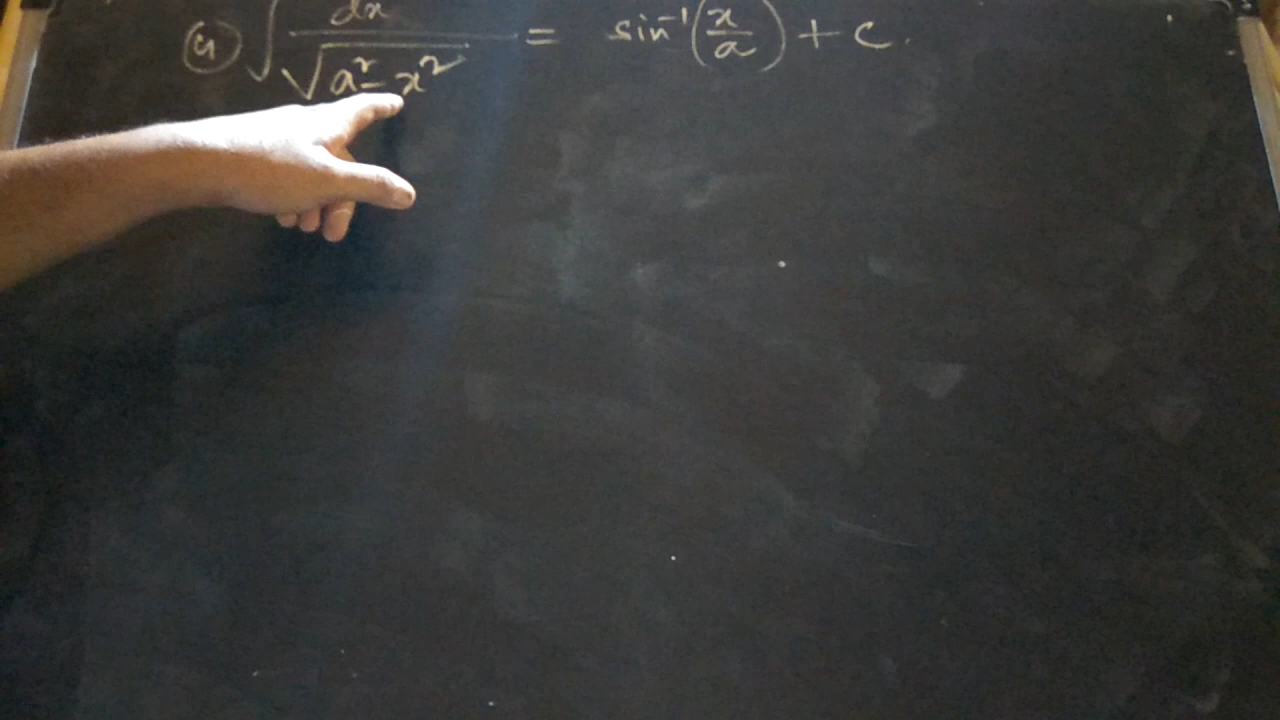 (4) ∫ dx / √(a² - x²) = sin⁻¹(x/a) + c.